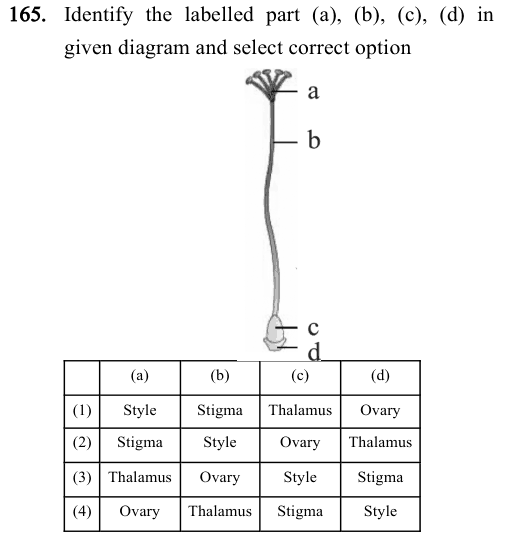 165. Identify the labelled part (a), (b), (c), (d) in
given diagram and select correct option
a
b
c
d
(a) (b) (c) (d)
(1) Style Stigma Thalamus Ovary
(2) Stigma Style Ovary Thalamus
(3) Thalamus Ovary Style Stigma
(4) Ovary Thalamus Stigma Style